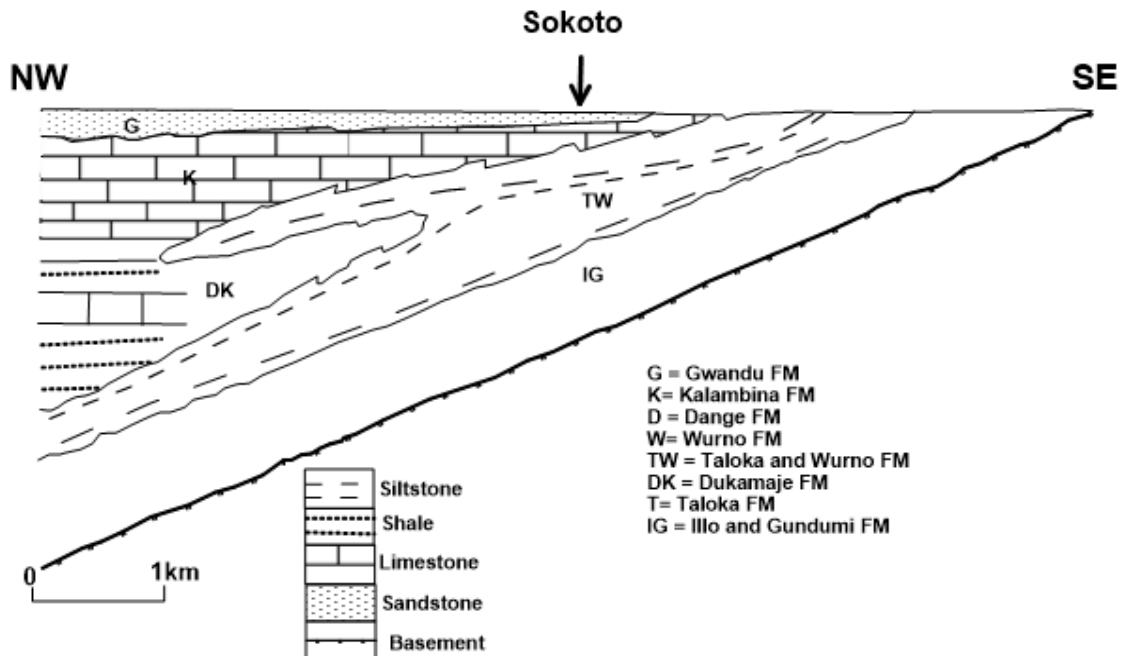 Sokoto
NW
SE
G
K
TW
DK
IG
G = Gwandu FM
K= Kalambina FM
D = Dange FM
W= Wurno FM
TW = Taloka and Wurno FM
DK = Dukamaje FM
T= Taloka FM
IG = Illo and Gundumi FM
Siltstone
Shale
Limestone
Sandstone
Basement
0
1km